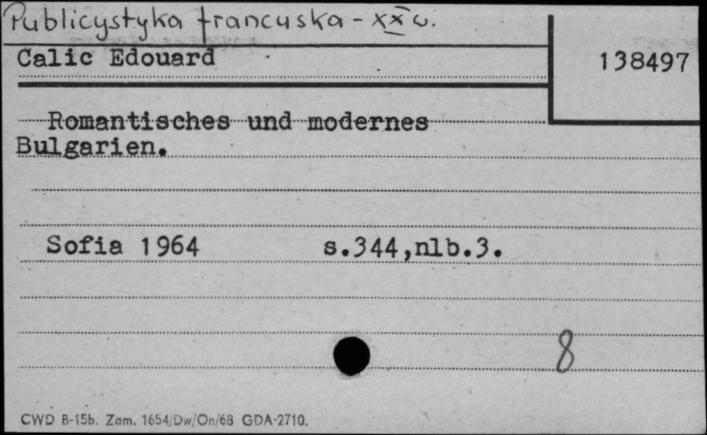 Publicystyka francuska - XX w.
Calic Edouard
138497
Romantisches und modernes
Bulgarien.
Sofia 1964 s.344,nlb.3.
8
CWD B-15b. Zam. 1654/Dw/On/68 GDA-2710.